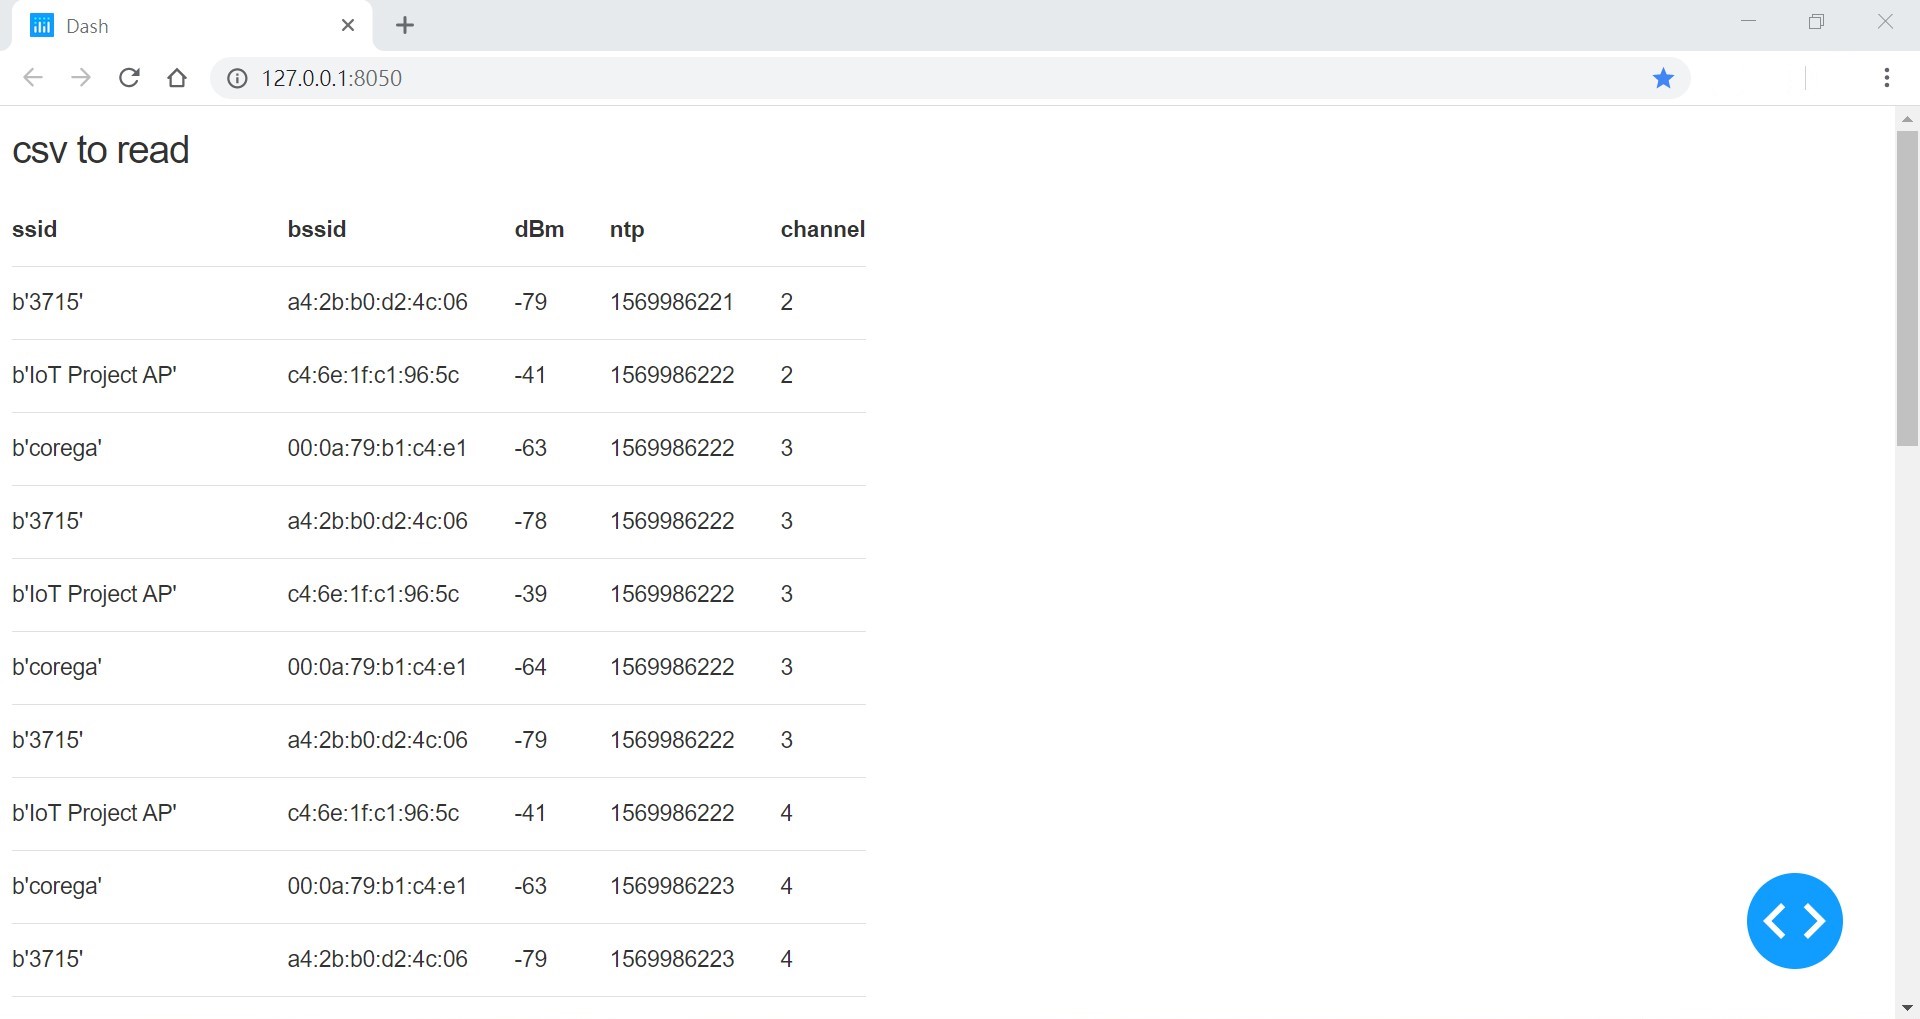 Dash
127.0.0.1:8050
csv to read
ssid bssid dBm ntp channel
b'3715' a4:2b:b0:d2:4c:06 -79 1569986221 2
b'IoT Project AP' c4:6e:1f:c1:96:5c -41 1569986222 2
b'corega' 00:0a:79:b1:c4:e1 -63 1569986222 3
b'3715' a4:2b:b0:d2:4c:06 -78 1569986222 3
b'IoT Project AP' c4:6e:1f:c1:96:5c -39 1569986222 3
b'corega' 00:0a:79:b1:c4:e1 -64 1569986222 3
b'3715' a4:2b:b0:d2:4c:06 -79 1569986222 3
b'IoT Project AP' c4:6e:1f:c1:96:5c -41 1569986222 4
b'corega' 00:0a:79:b1:c4:e1 -63 1569986223 4
b'3715' a4:2b:b0:d2:4c:06 -79 1569986223 4